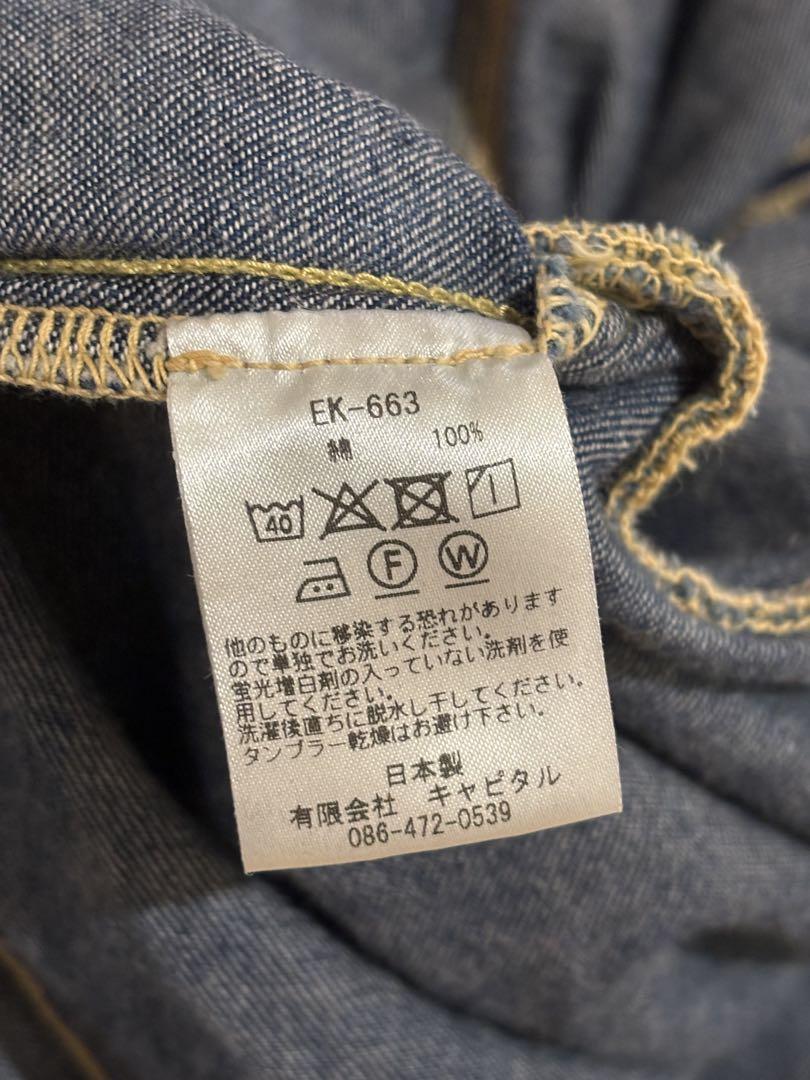 EK-663
綿 100%
40
F W
他のものに移染する恐れがあります
ので単独でお洗いください。
蛍光増白剤の入っていない洗剤を使
用してください。
洗濯後直ちに脱水し干してください。
タンブラー乾燥はお避け下さい。
日本製
有限会社 キャピタル
086-472-0539